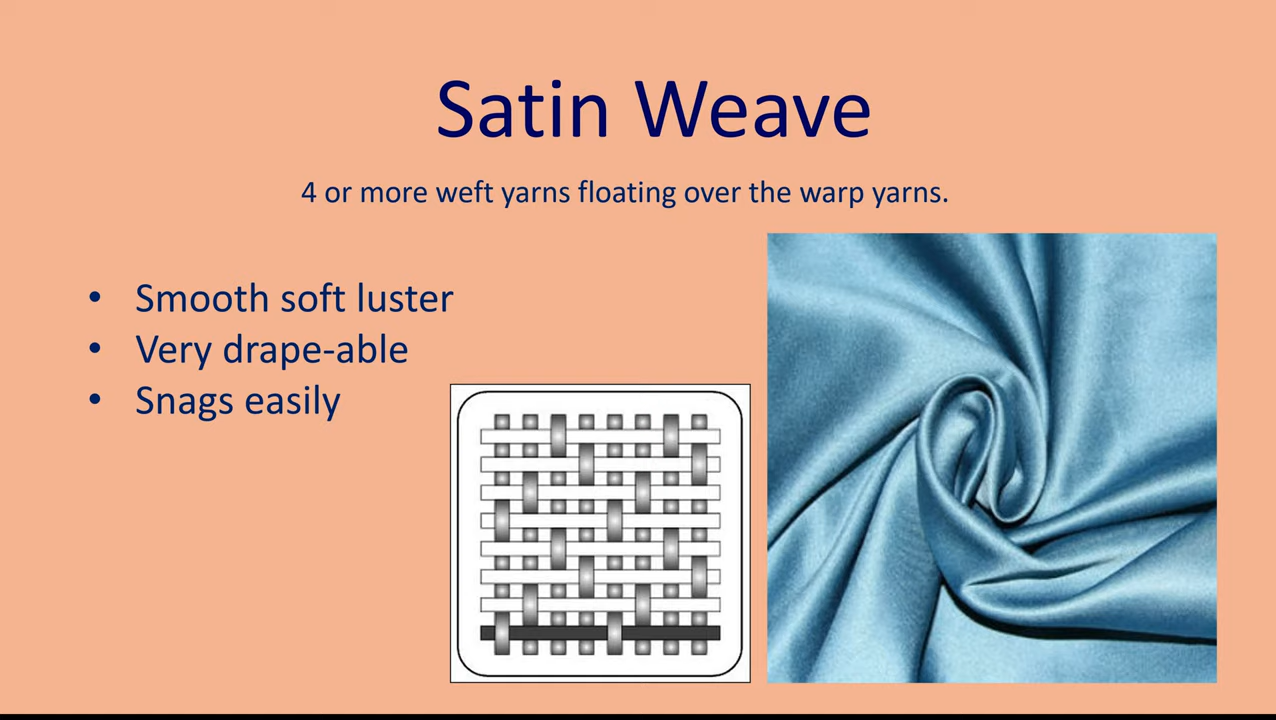 Satin Weave
4 or more weft yarns floating over the warp yarns.
• Smooth soft luster
• Very drape-able
• Snags easily